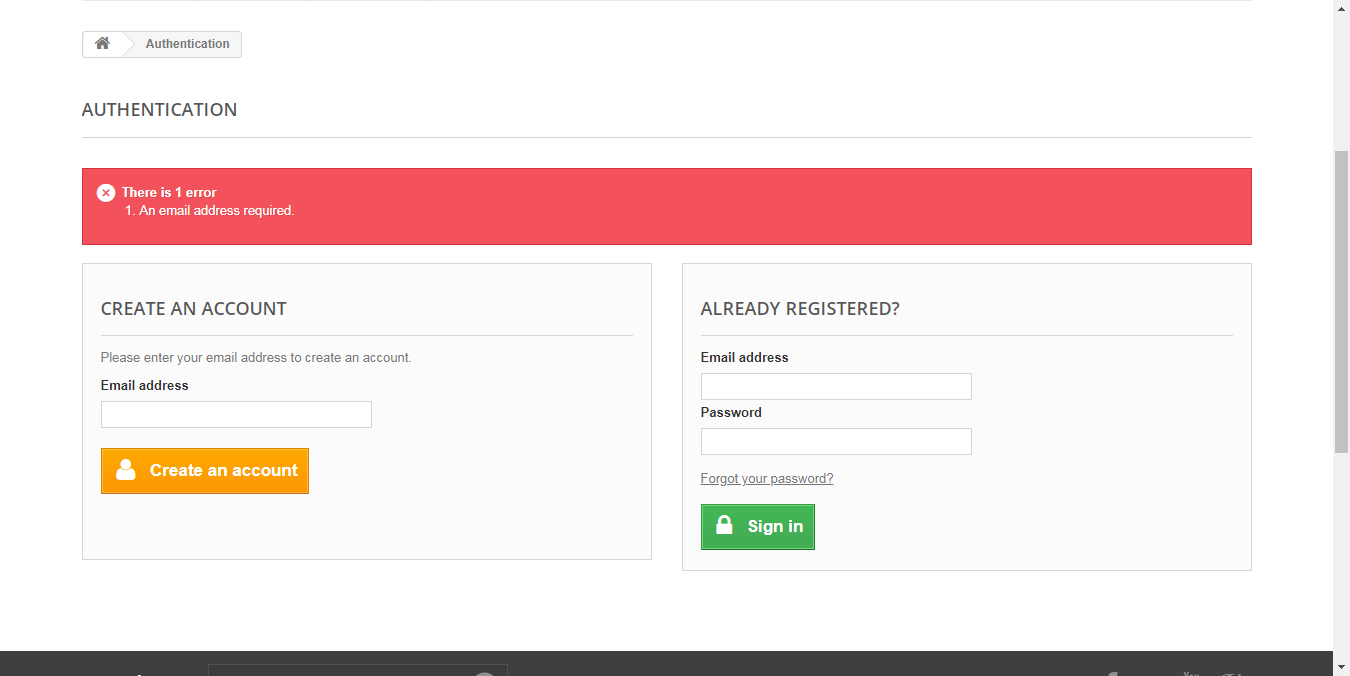 Authentication
AUTHENTICATION
There is 1 error
1. An email address required.
CREATE AN ACCOUNT
Please enter your email address to create an account.
Email address
Create an account
ALREADY REGISTERED?
Email address
Password
Forgot your password?
Sign in